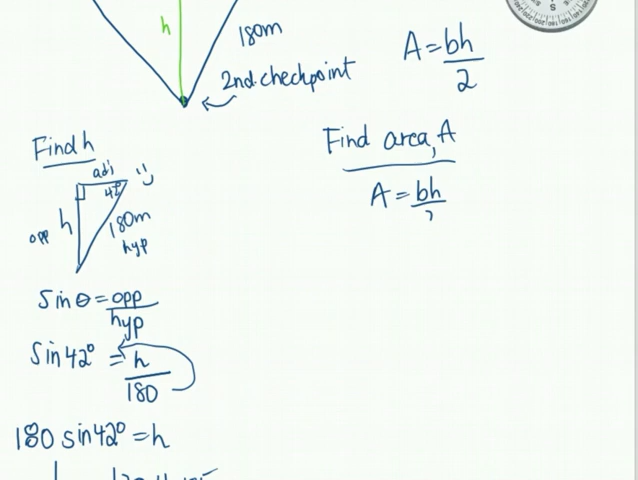 h
180m
2nd checkpoint
A = bh/2
Find h
adj
42°
opp
h
180m
hyp
Sin θ = opp/hyp
Sin 42° = h/180
180 sin 42° = h
Find area, A
A = bh/